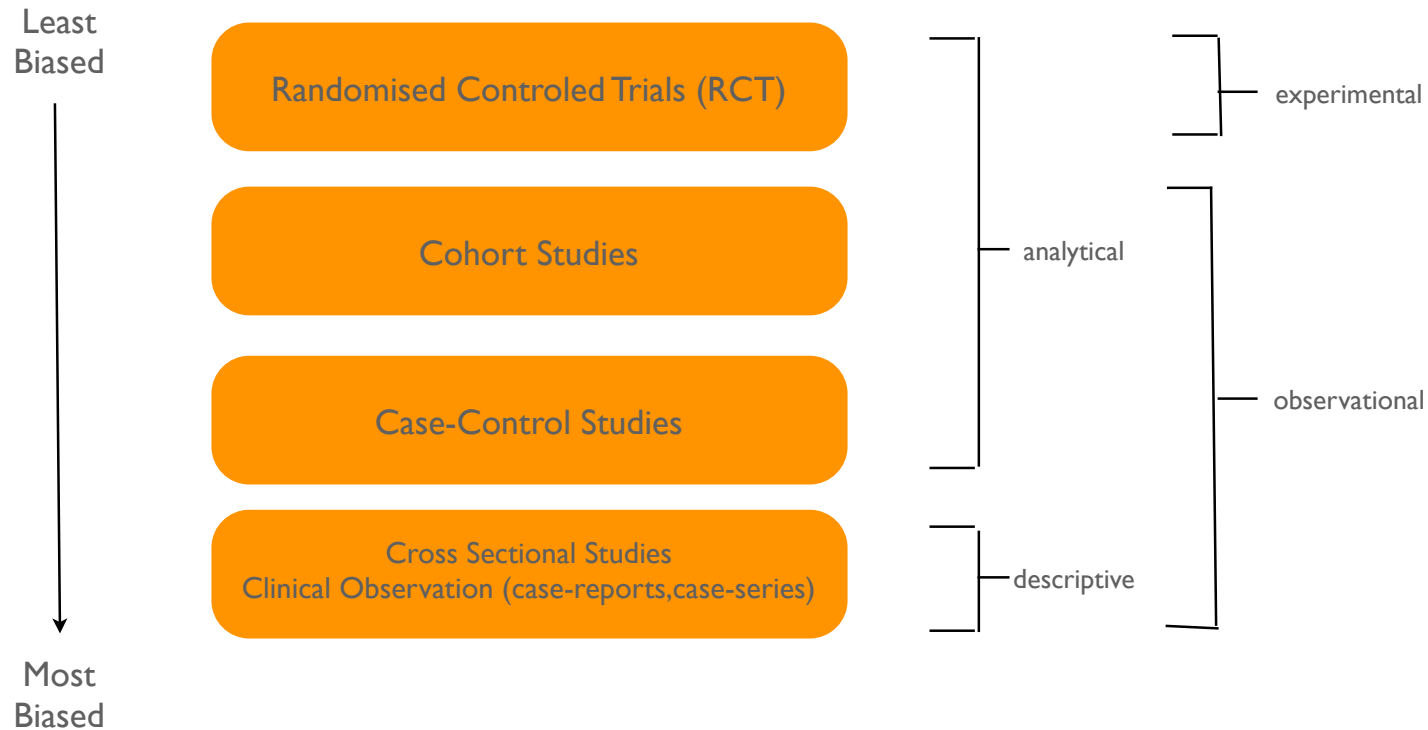 Least
Biased
Randomised Controled Trials (RCT)
experimental
Cohort Studies
analytical
Case-Control Studies
observational
Cross Sectional Studies
Clinical Observation (case-reports,case-series)
descriptive
Most
Biased